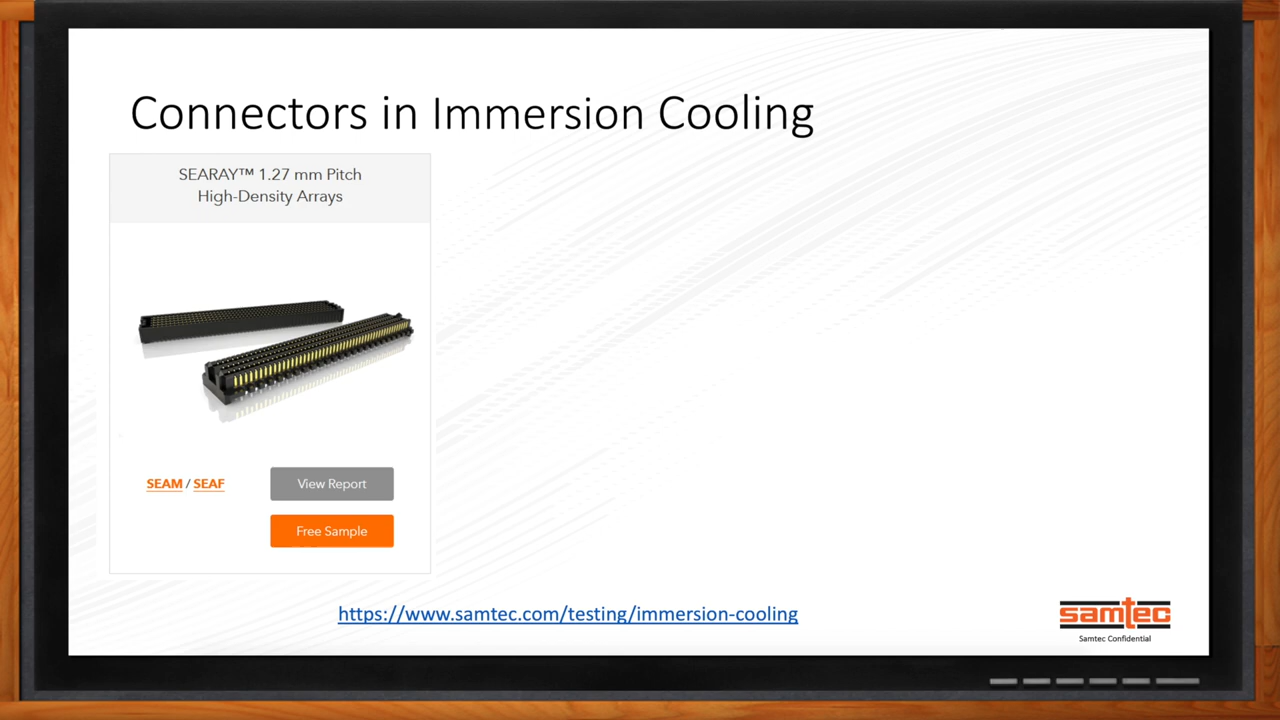 Connectors in Immersion Cooling
SEARAY™ 1.27 mm Pitch
High-Density Arrays
SEAM / SEAF
View Report
Free Sample
https://www.samtec.com/testing/immersion-cooling
samtec
Samtec Confidential